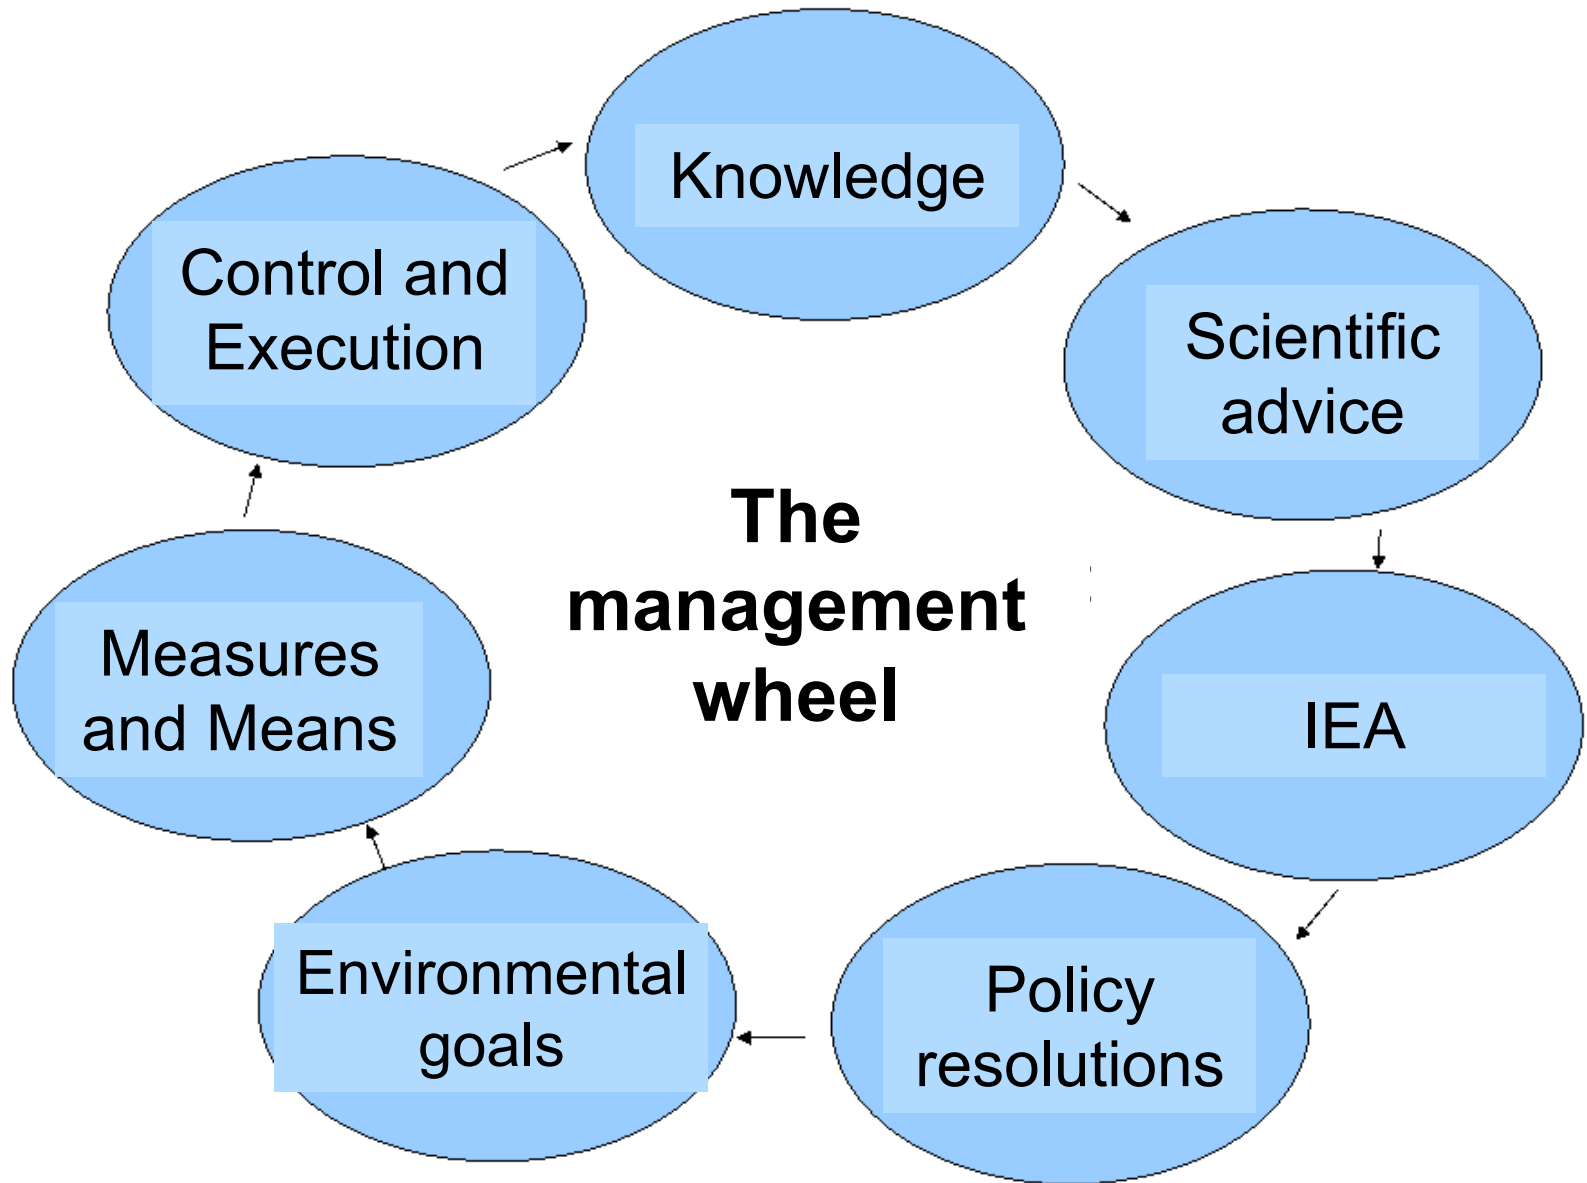 Knowledge
Scientific
advice
IEA
Policy
resolutions
Environmental
goals
Measures
and Means
Control and
Execution
The
management
wheel